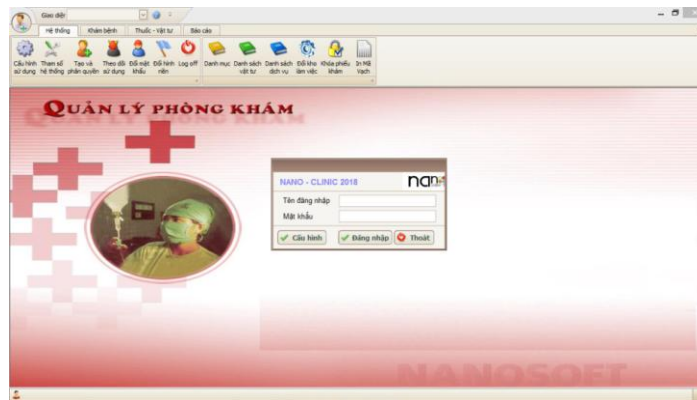 Giao diện
Hệ thống Khám bệnh Thuốc - Vật tư Báo cáo
Cấu hình Tham số Tạo và Theo dõi Đổi mật Đổi hình Log off Danh mục Danh sách Danh sách Đổi kho Khóa phiếu In Mã
sử dụng hệ thống phân quyền sử dụng khẩu nền vật tư dịch vụ làm việc khám Vạch
QUẢN LÝ PHÒNG KHÁM
NANO - CLINIC 2018 nano
Tên đăng nhập
Mật khẩu
Cấu hình Đăng nhập Thoát
NANOSOFT